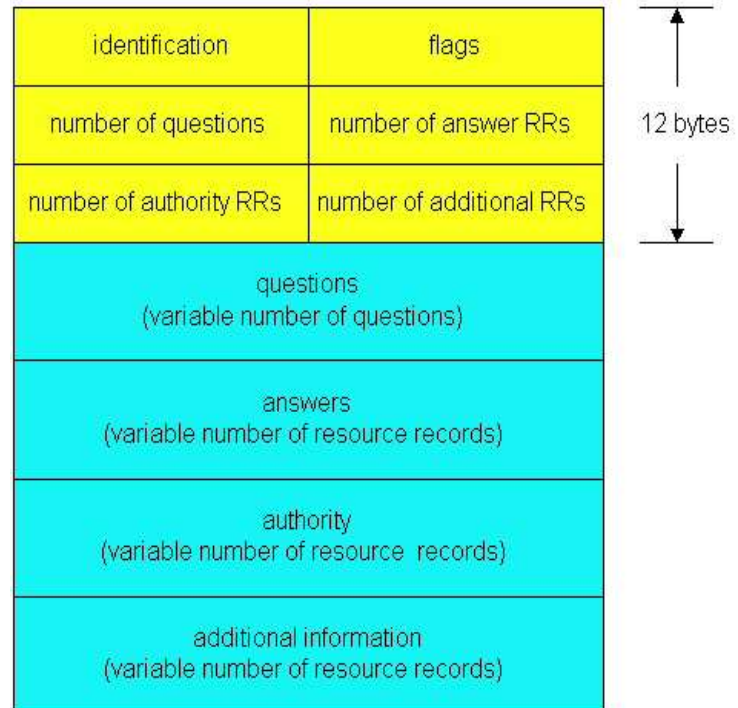 identification
flags
number of questions
number of answer RRs
12 bytes
number of authority RRs
number of additional RRs
questions
(variable number of questions)
answers
(variable number of resource records)
authority
(variable number of resource records)
additional information
(variable number of resource records)